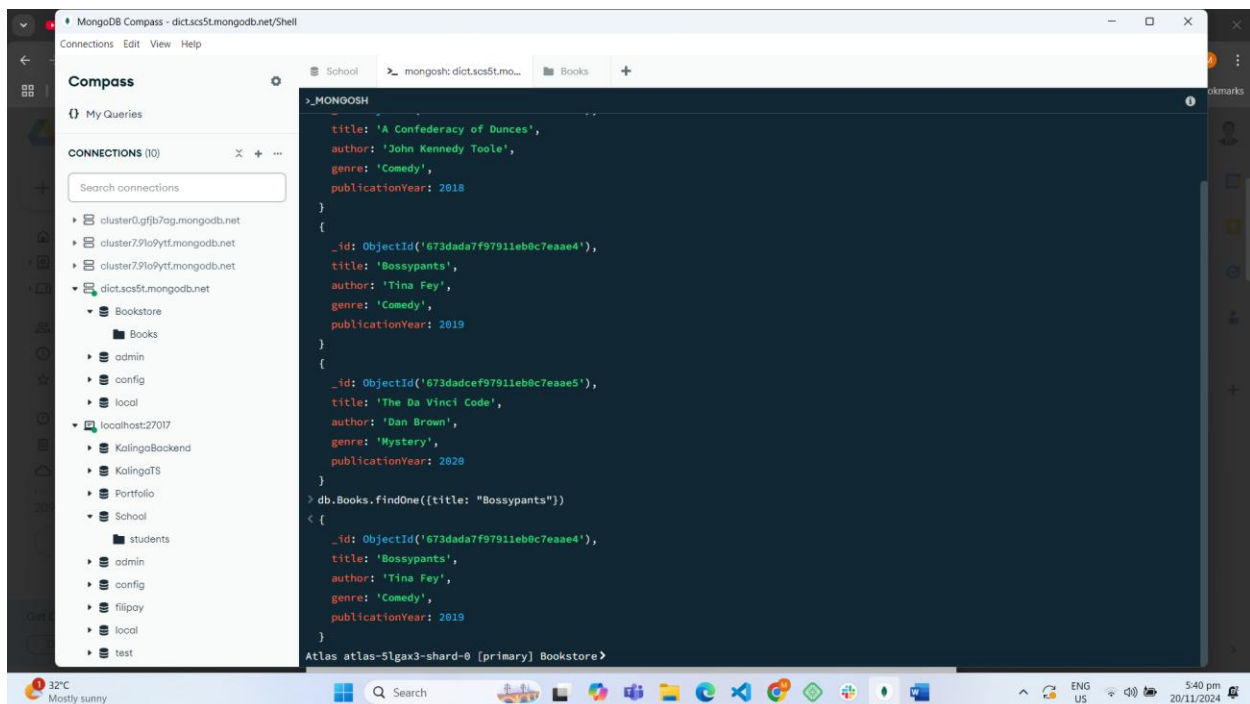 MongoDB Compass - dict.scs5t.mongodb.net/Shell
Connections Edit View Help
Compass
{} My Queries
CONNECTIONS (10)
Search connections
cluster0.gfjb7ag.mongodb.net
cluster7.91o9ytf.mongodb.net
cluster7.91o9ytf.mongodb.net
dict.scs5t.mongodb.net
Bookstore
Books
admin
config
local
localhost:27017
KalingaBackend
KalingaTS
Portfolio
School
students
admin
config
filipay
local
test
School >_ mongosh: dict.scs5t.mo... Books +
>_MONGOSH
title: 'A Confederacy of Dunces',
author: 'John Kennedy Toole',
genre: 'Comedy',
publicationYear: 2018
}
{
_id: ObjectId('673dada7f97911eb0c7eaae4'),
title: 'Bossypants',
author: 'Tina Fey',
genre: 'Comedy',
publicationYear: 2019
}
{
_id: ObjectId('673dadcef97911eb0c7eaae5'),
title: 'The Da Vinci Code',
author: 'Dan Brown',
genre: 'Mystery',
publicationYear: 2020
}
> db.Books.findOne({title: "Bossypants"})
< {
_id: ObjectId('673dada7f97911eb0c7eaae4'),
title: 'Bossypants',
author: 'Tina Fey',
genre: 'Comedy',
publicationYear: 2019
}
Atlas atlas-5lgax3-shard-0 [primary] Bookstore>
okmarks
32°C
Mostly sunny
Search
ENG
US
5:40 pm
20/11/2024